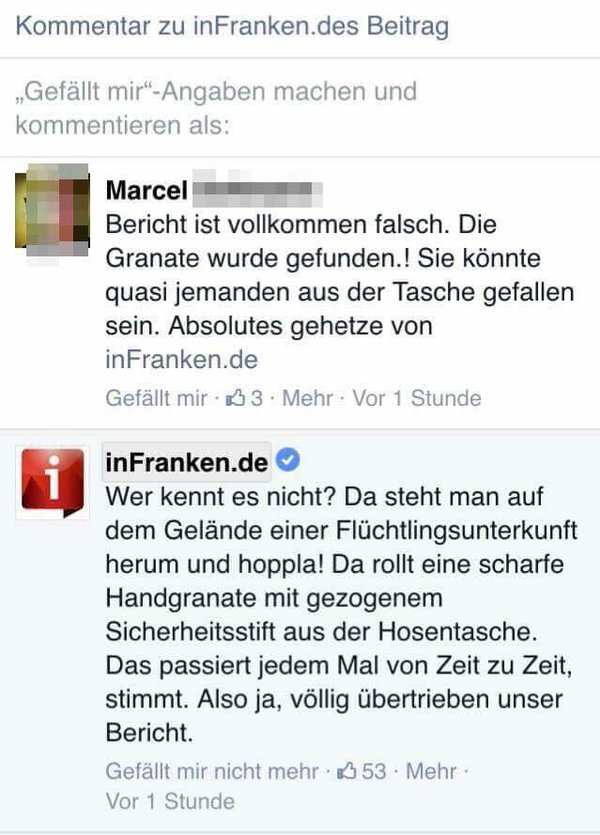 Kommentar zu inFranken.des Beitrag
„Gefällt mir“-Angaben machen und
kommentieren als:
Marcel
Bericht ist vollkommen falsch. Die
Granate wurde gefunden.! Sie könnte
quasi jemanden aus der Tasche gefallen
sein. Absolutes gehetze von
inFranken.de
Gefällt mir · 3 · Mehr · Vor 1 Stunde
i
inFranken.de
Wer kennt es nicht? Da steht man auf
dem Gelände einer Flüchtlingsunterkunft
herum und hoppla! Da rollt eine scharfe
Handgranate mit gezogenem
Sicherheitsstift aus der Hosentasche.
Das passiert jedem Mal von Zeit zu Zeit,
stimmt. Also ja, völlig übertrieben unser
Bericht.
Gefällt mir nicht mehr · 53 · Mehr ·
Vor 1 Stunde